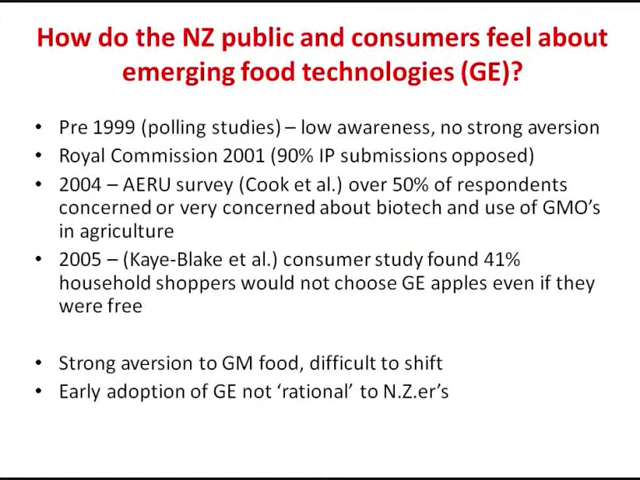 How do the NZ public and consumers feel about
emerging food technologies (GE)?
• Pre 1999 (polling studies) – low awareness, no strong aversion
• Royal Commission 2001 (90% IP submissions opposed)
• 2004 – AERU survey (Cook et al.) over 50% of respondents
concerned or very concerned about biotech and use of GMO's
in agriculture
• 2005 – (Kaye-Blake et al.) consumer study found 41%
household shoppers would not choose GE apples even if they
were free
• Strong aversion to GM food, difficult to shift
• Early adoption of GE not 'rational' to N.Z.er's